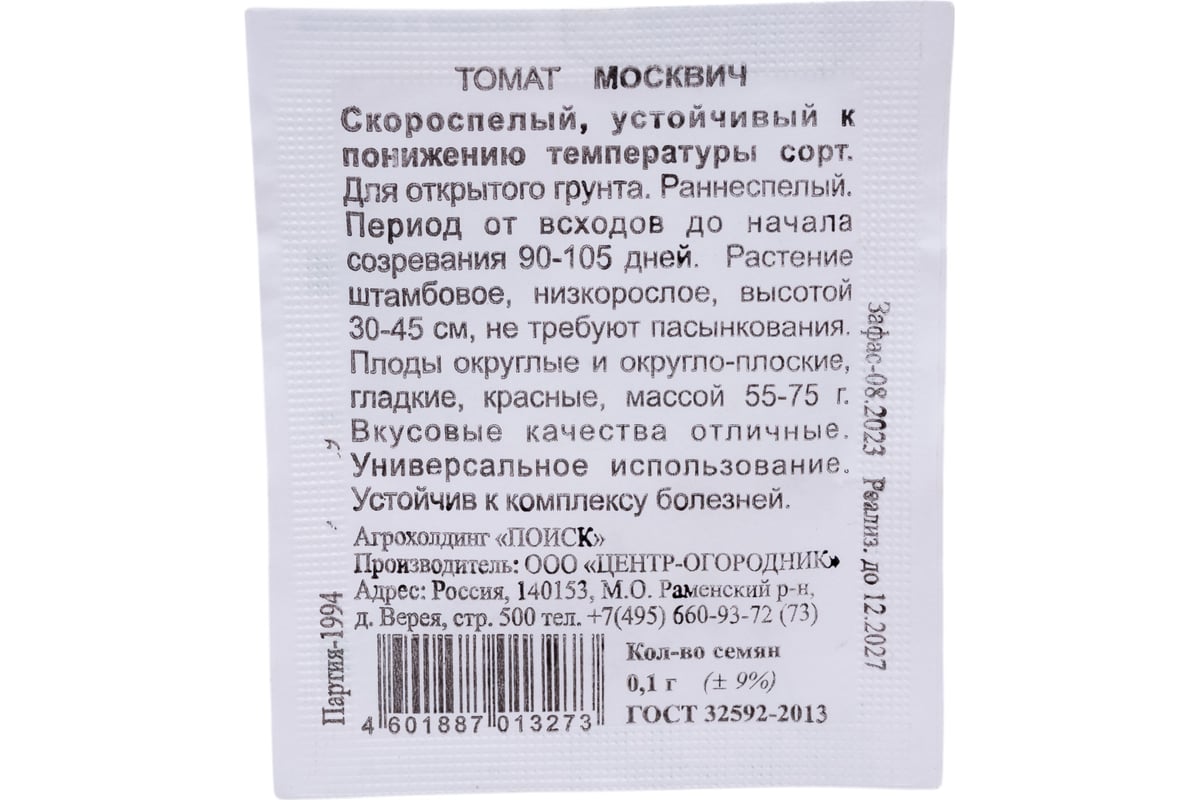 ТОМАТ МОСКВИЧ
Скороспелый, устойчивый к
понижению температуры сорт.
Для открытого грунта. Раннеспелый.
Период от всходов до начала
созревания 90-105 дней. Растение
штамбовое, низкорослое, высотой
30-45 см, не требуют пасынкования.
Плоды округлые и округло-плоские,
гладкие, красные, массой 55-75 г.
Вкусовые качества отличные.
Универсальное использование.
Устойчив к комплексу болезней.
Агрохолдинг «ПОИСК»
Производитель: ООО «ЦЕНТР-ОГОРОДНИК»
Адрес: Россия, 140153, М.О. Раменский р-н,
д. Верея, стр. 500 тел. +7(495) 660-93-72 (73)
Кол-во семян
0,1 г (± 9%)
ГОСТ 32592-2013
4 601887 013273
Партия-1994
Зафас-08.2023 Реализ. до 12.2027